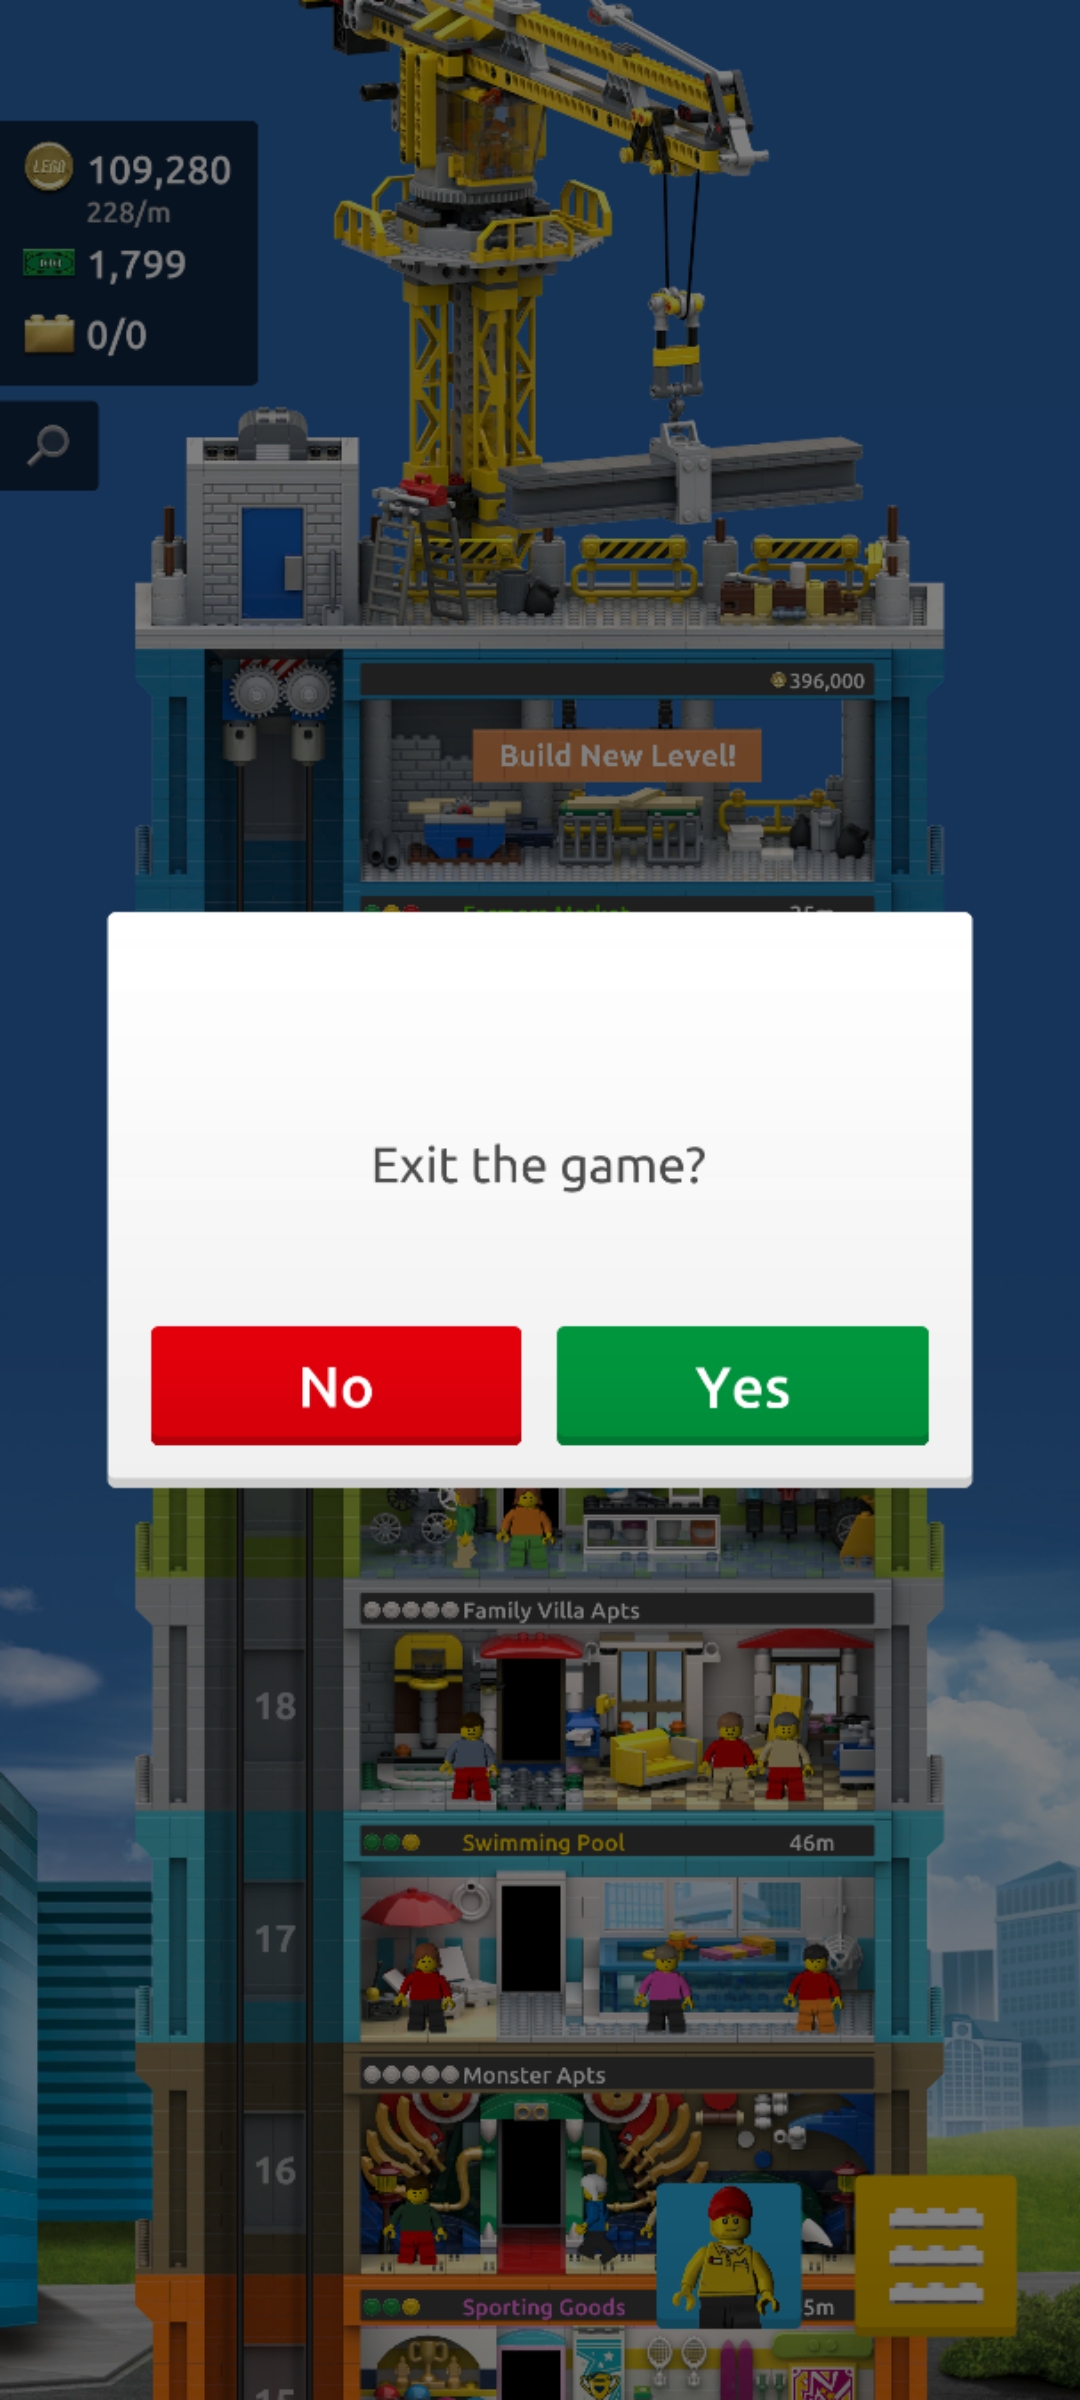 LEGO 109,280
228/m
1,799
0/0
396,000
Build New Level!
Exit the game?
No
Yes
Family Villa Apts
18
Swimming Pool 46m
17
Monster Apts
16
Sporting Goods 5m